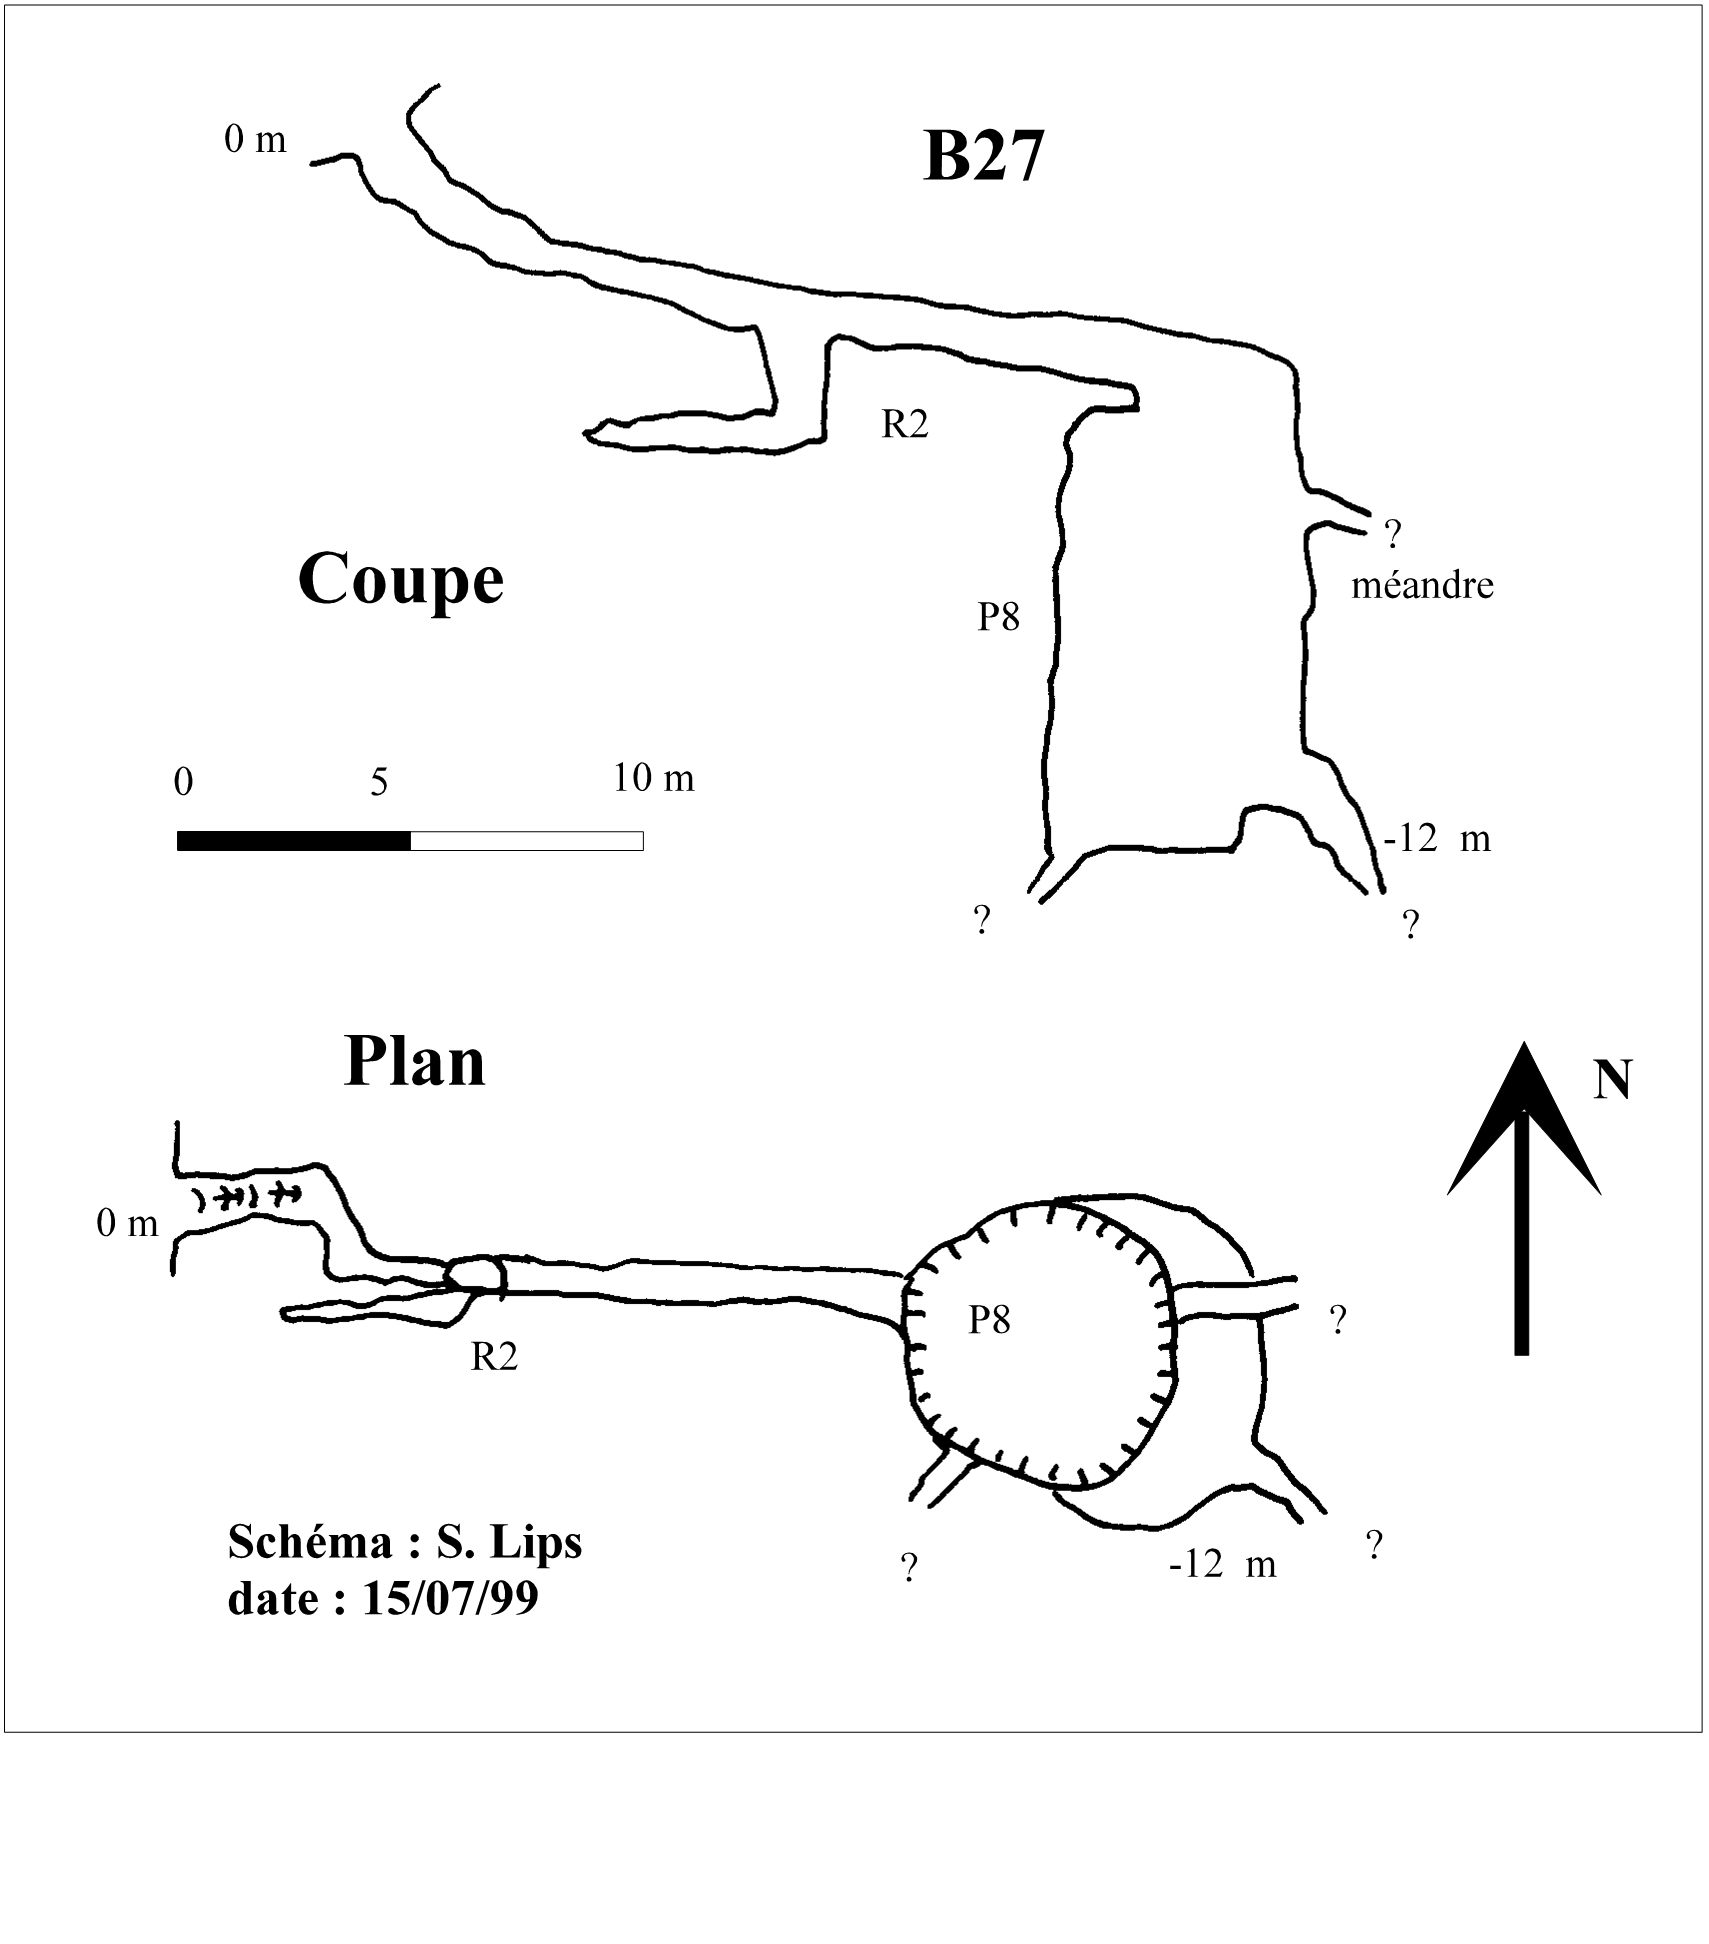 0 m
B27
R2
?
méandre
Coupe
P8
0 5 10 m
-12 m
? ?
Plan
N
0 m
P8
?
R2
Schéma : S. Lips
? -12 m ?
date : 15/07/99